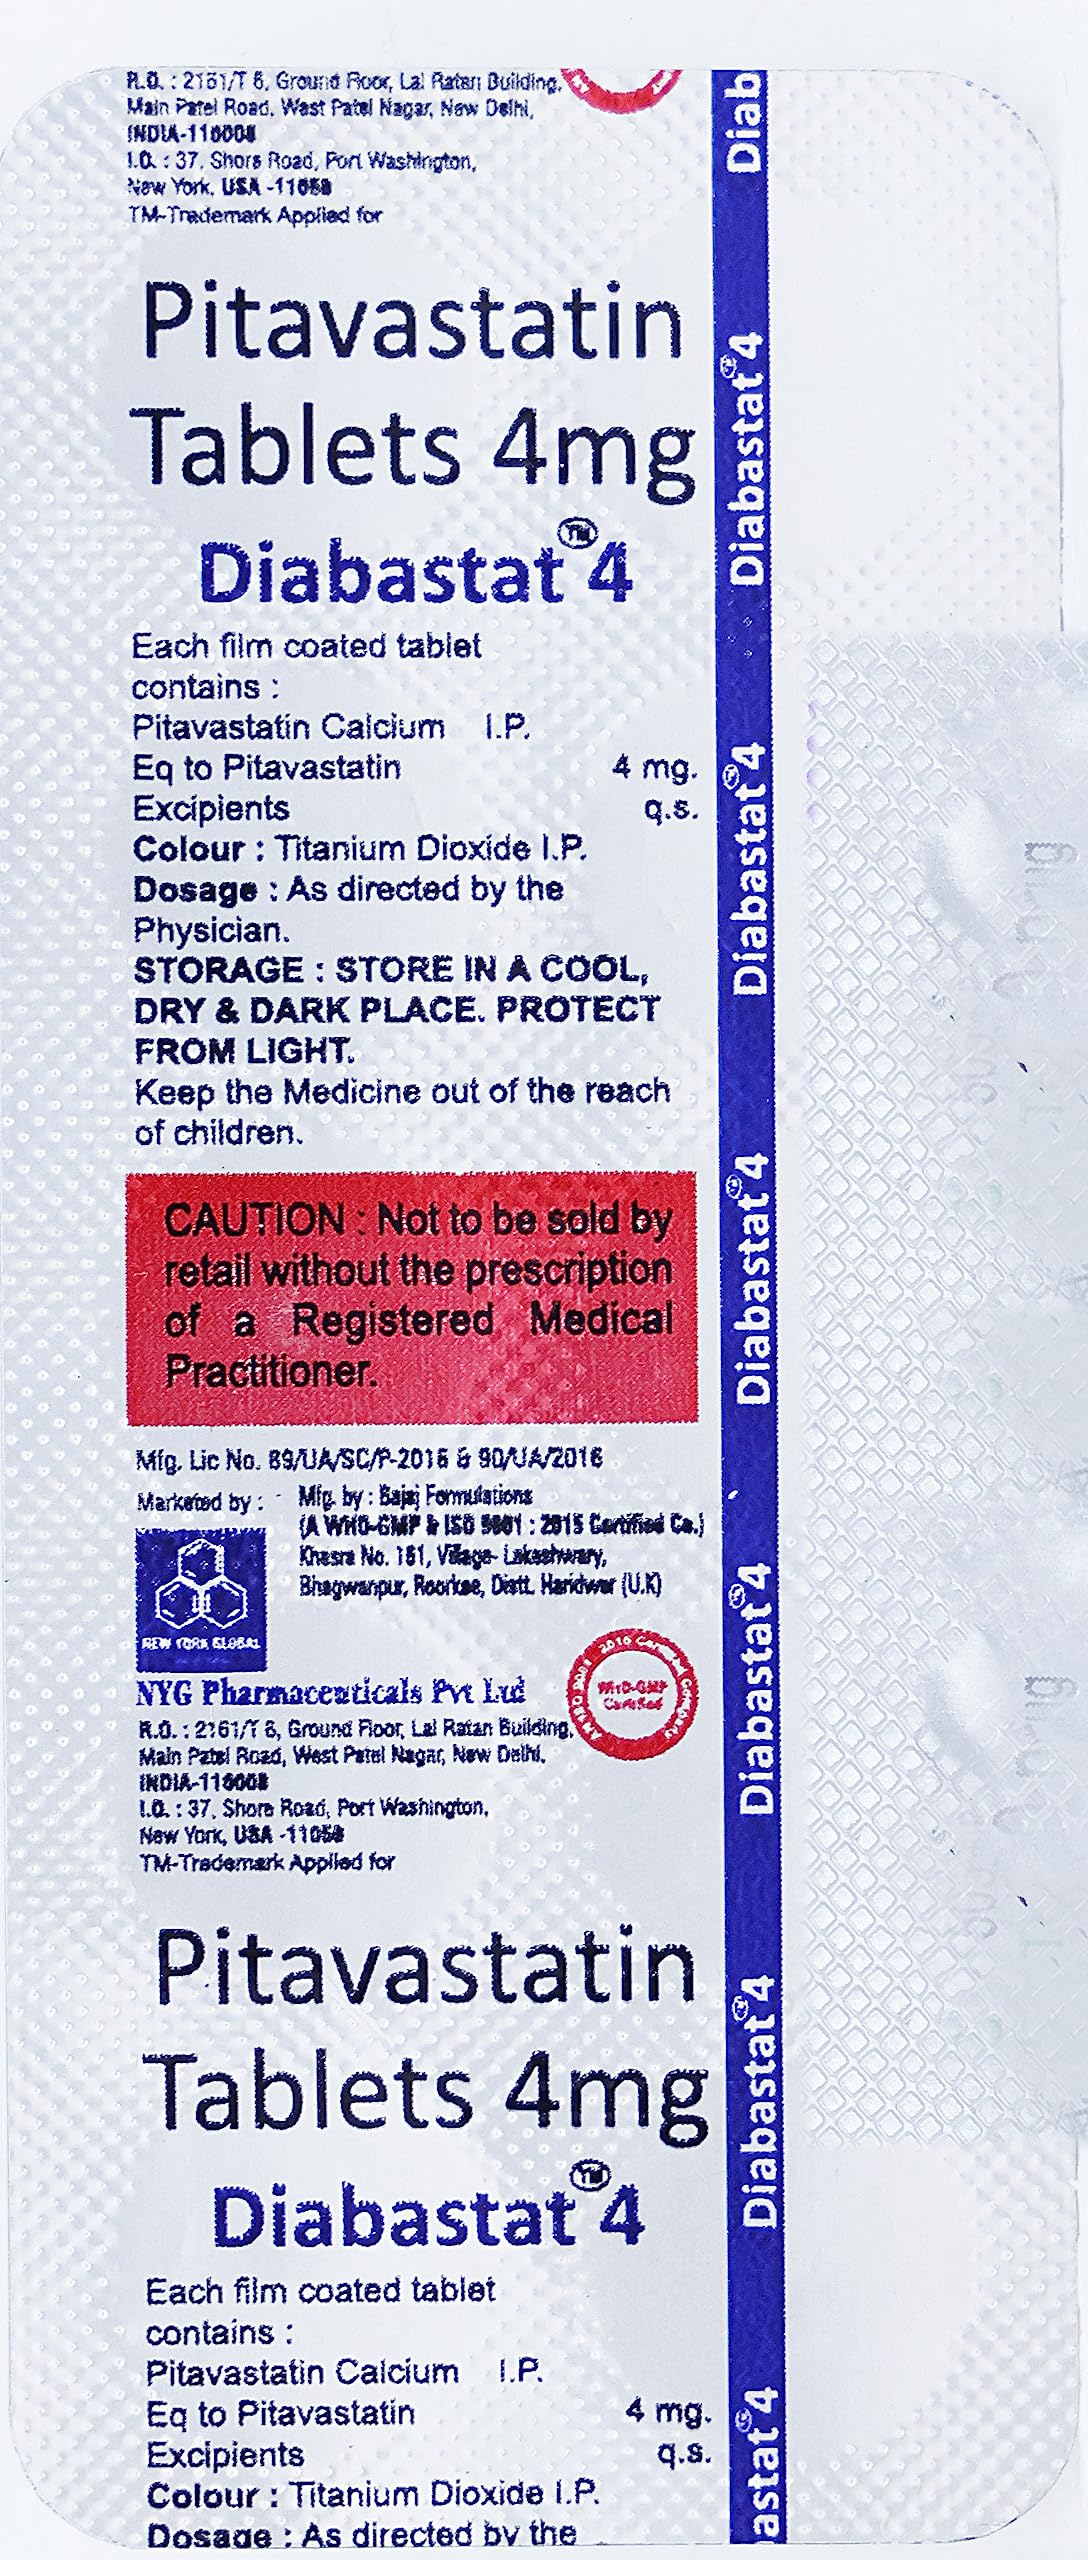 R.O. : 2161/T 6, Ground Floor, Lal Ratan Building,
Main Patel Road, West Patel Nagar, New Delhi,
INDIA-110008
I.O. : 37, Shore Road, Port Washington,
New York, USA -11050
TM-Trademark Applied for
Pitavastatin
Tablets 4mg
Diabastat™4
Each film coated tablet
contains :
Pitavastatin Calcium I.P.
Eq to Pitavastatin 4 mg.
Excipients q.s.
Colour : Titanium Dioxide I.P.
Dosage : As directed by the
Physician.
STORAGE : STORE IN A COOL,
DRY & DARK PLACE. PROTECT
FROM LIGHT.
Keep the Medicine out of the reach
of children.
CAUTION : Not to be sold by
retail without the prescription
of a Registered Medical
Practitioner.
Mfg. Lic No. 89/UA/SC/P-2016 & 90/UA/2016
Marketed by :
Mfg. by : Bajaj Formulations
(A WHO-GMP & ISO 9001 : 2015 Certified Co.)
Khasra No. 161, Village- Lakeshwary,
Bhagwanpur, Roorkee, Distt. Haridwar (U.K)
NEW YORK GLOBAL
NYG Pharmaceuticals Pvt Ltd
WHO-GMP
Certified
R.O. : 2161/T 6, Ground Floor, Lal Ratan Building,
Main Patel Road, West Patel Nagar, New Delhi,
INDIA-110008
I.O. : 37, Shore Road, Port Washington,
New York, USA -11050
TM-Trademark Applied for
Pitavastatin
Tablets 4mg
Diabastat™4
Each film coated tablet
contains :
Pitavastatin Calcium I.P.
Eq to Pitavastatin 4 mg.
Excipients q.s.
Colour : Titanium Dioxide I.P.
Dosage : As directed by the
Diab
Diabastat®4
Diabastat®4
Diabastat®4
Diabastat®4
Diabastat®4
astat®4